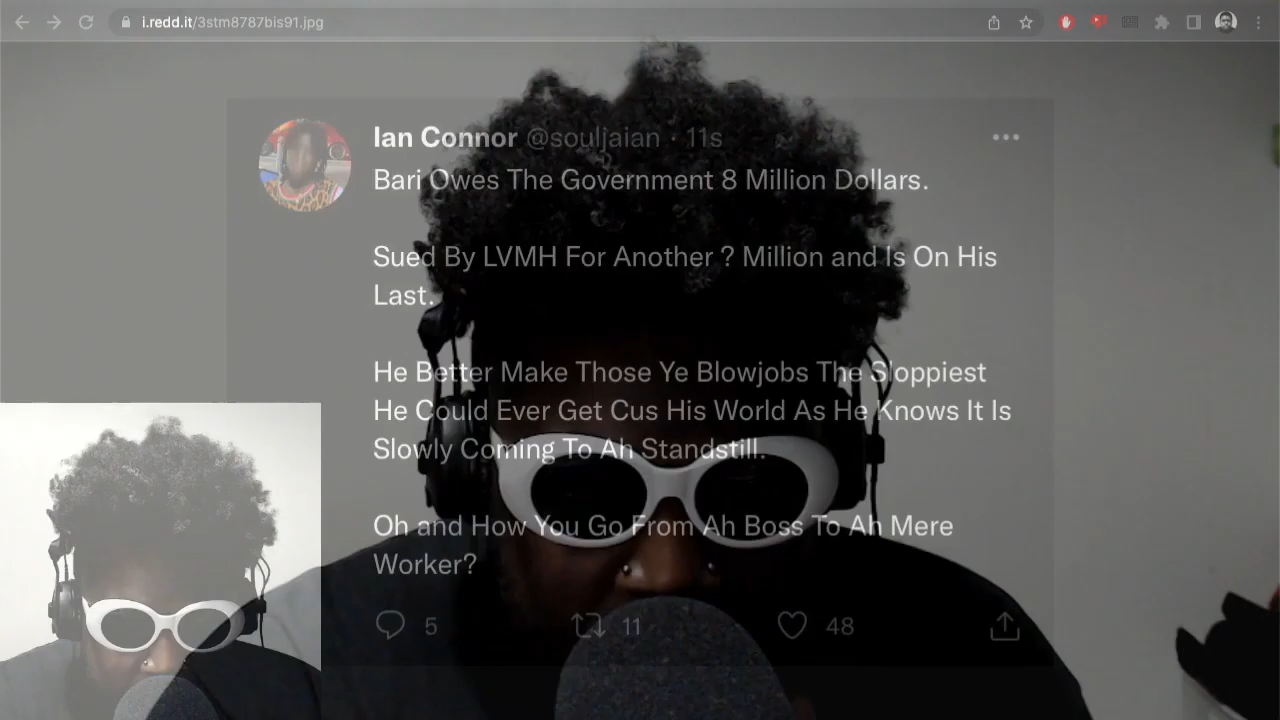 i.redd.it/3stm8787bis91.jpg
Ian Connor @souljaian · 11s
Bari Owes The Government 8 Million Dollars.
Sued By LVMH For Another ? Million and Is On His
Last.
He Better Make Those Ye Blowjobs The Sloppiest
He Could Ever Get Cus His World As He Knows It Is
Slowly Coming To Ah Standstill.
Oh and How You Go From Ah Boss To Ah Mere
Worker?
5 11 48